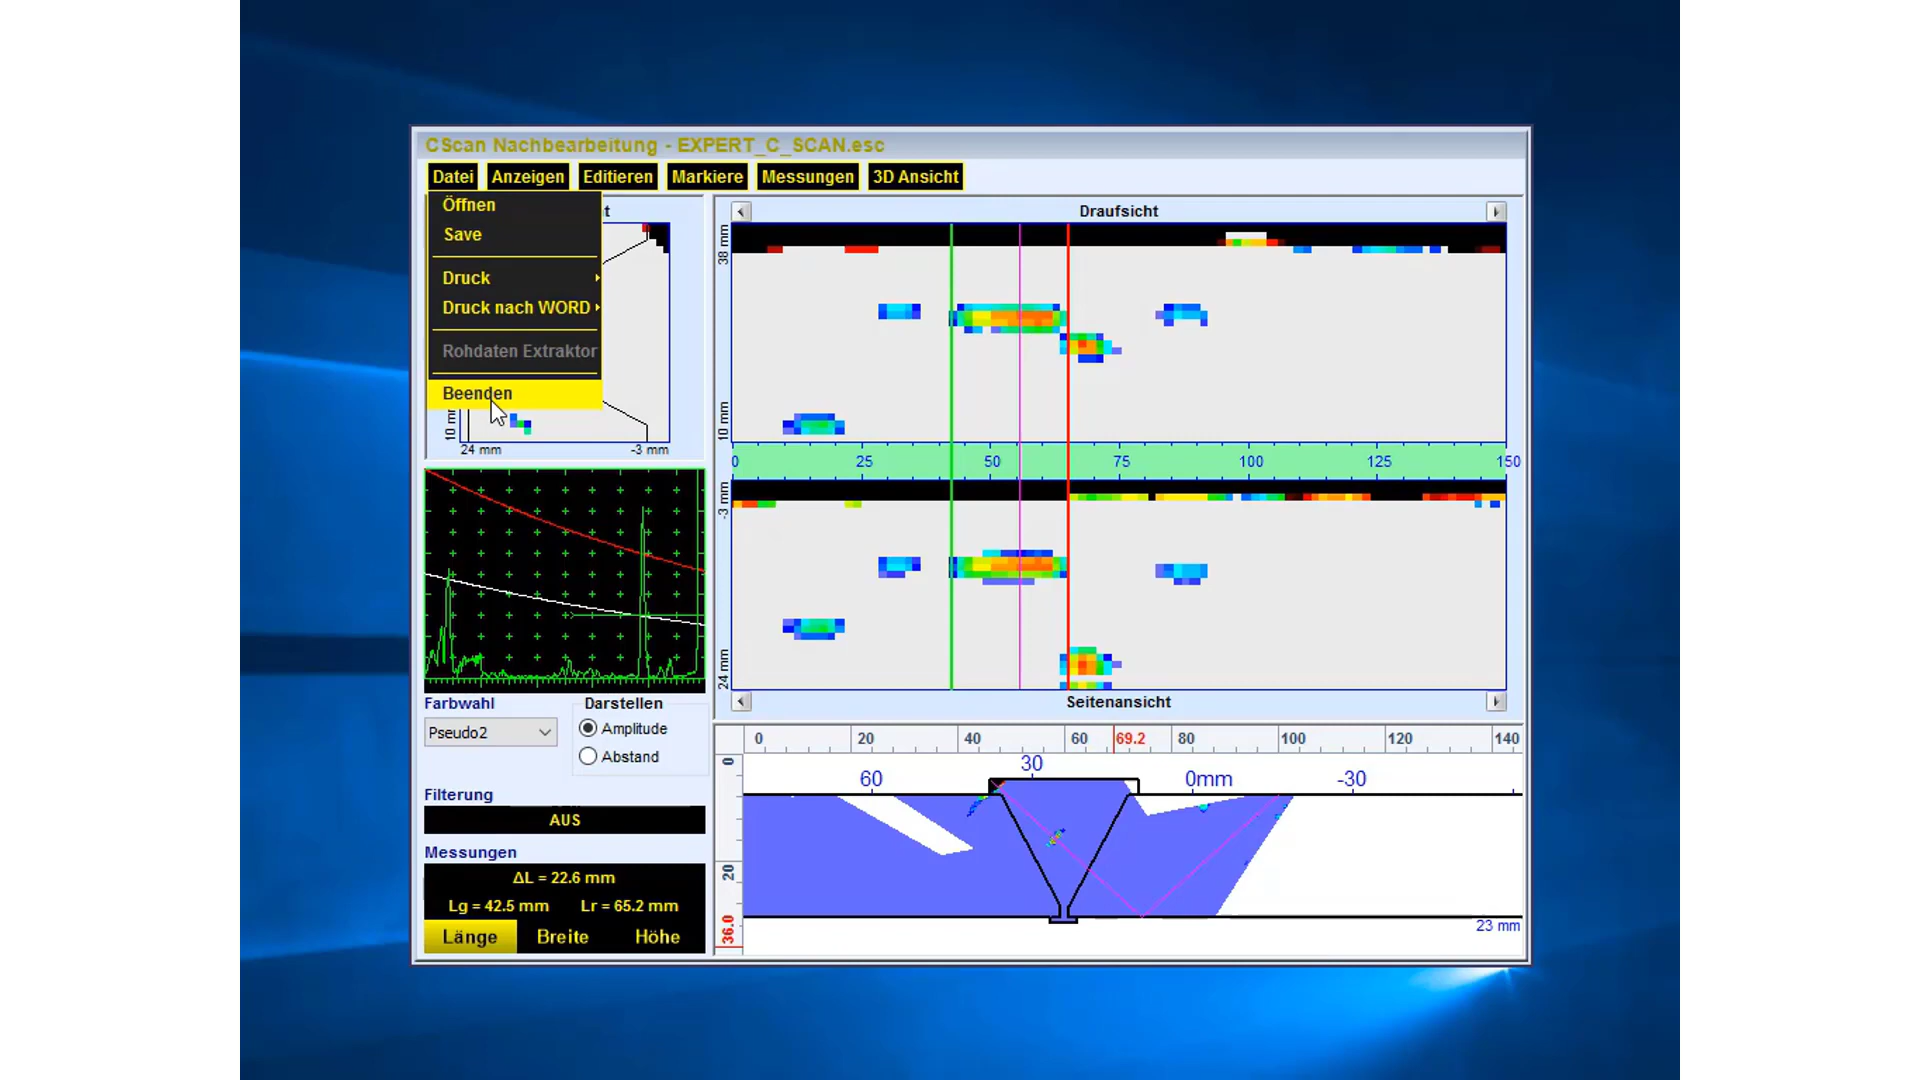 CScan Nachbearbeitung - EXPERT_C_SCAN.esc
Datei Anzeigen Editieren Markiere Messungen 3D Ansicht
Öffnen
Save
Druck
Druck nach WORD
Rohdaten Extraktor
Beenden
t
10 mm
24 mm -3 mm
Draufsicht
38 mm
10 mm
0 25 50 75 100 125 150
-3 mm
24 mm
Seitenansicht
Farbwahl
Pseudo2
Darstellen
Amplitude
Abstand
Filterung
AUS
Messungen
ΔL = 22.6 mm
Lg = 42.5 mm Lr = 65.2 mm
Länge Breite Höhe
0 20 40 60 69.2 80 100 120 140
60 30 0mm -30
0
20
36.0
23 mm